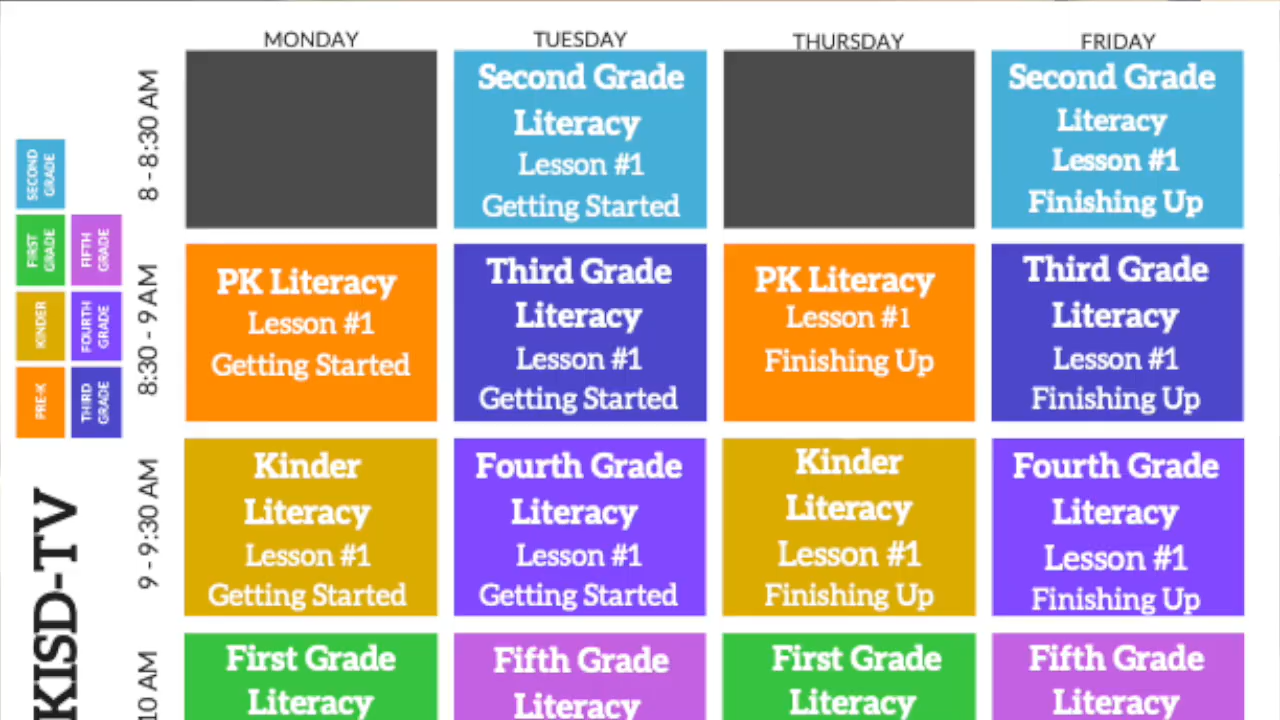 MONDAY
TUESDAY
THURSDAY
FRIDAY
8 - 8:30 AM
Second Grade
Literacy
Lesson #1
Getting Started
Second Grade
Literacy
Lesson #1
Finishing Up
8:30 - 9 AM
PK Literacy
Lesson #1
Getting Started
Third Grade
Literacy
Lesson #1
Getting Started
PK Literacy
Lesson #1
Finishing Up
Third Grade
Literacy
Lesson #1
Finishing Up
9 - 9:30 AM
Kinder
Literacy
Lesson #1
Getting Started
Fourth Grade
Literacy
Lesson #1
Getting Started
Kinder
Literacy
Lesson #1
Finishing Up
Fourth Grade
Literacy
Lesson #1
Finishing Up
10 AM
First Grade
Literacy
Fifth Grade
Literacy
First Grade
Literacy
Fifth Grade
Literacy
KISD-TV
PRE-K
KINDER
FIRST
GRADE
SECOND
GRADE
THIRD
GRADE
FOURTH
GRADE
FIFTH
GRADE